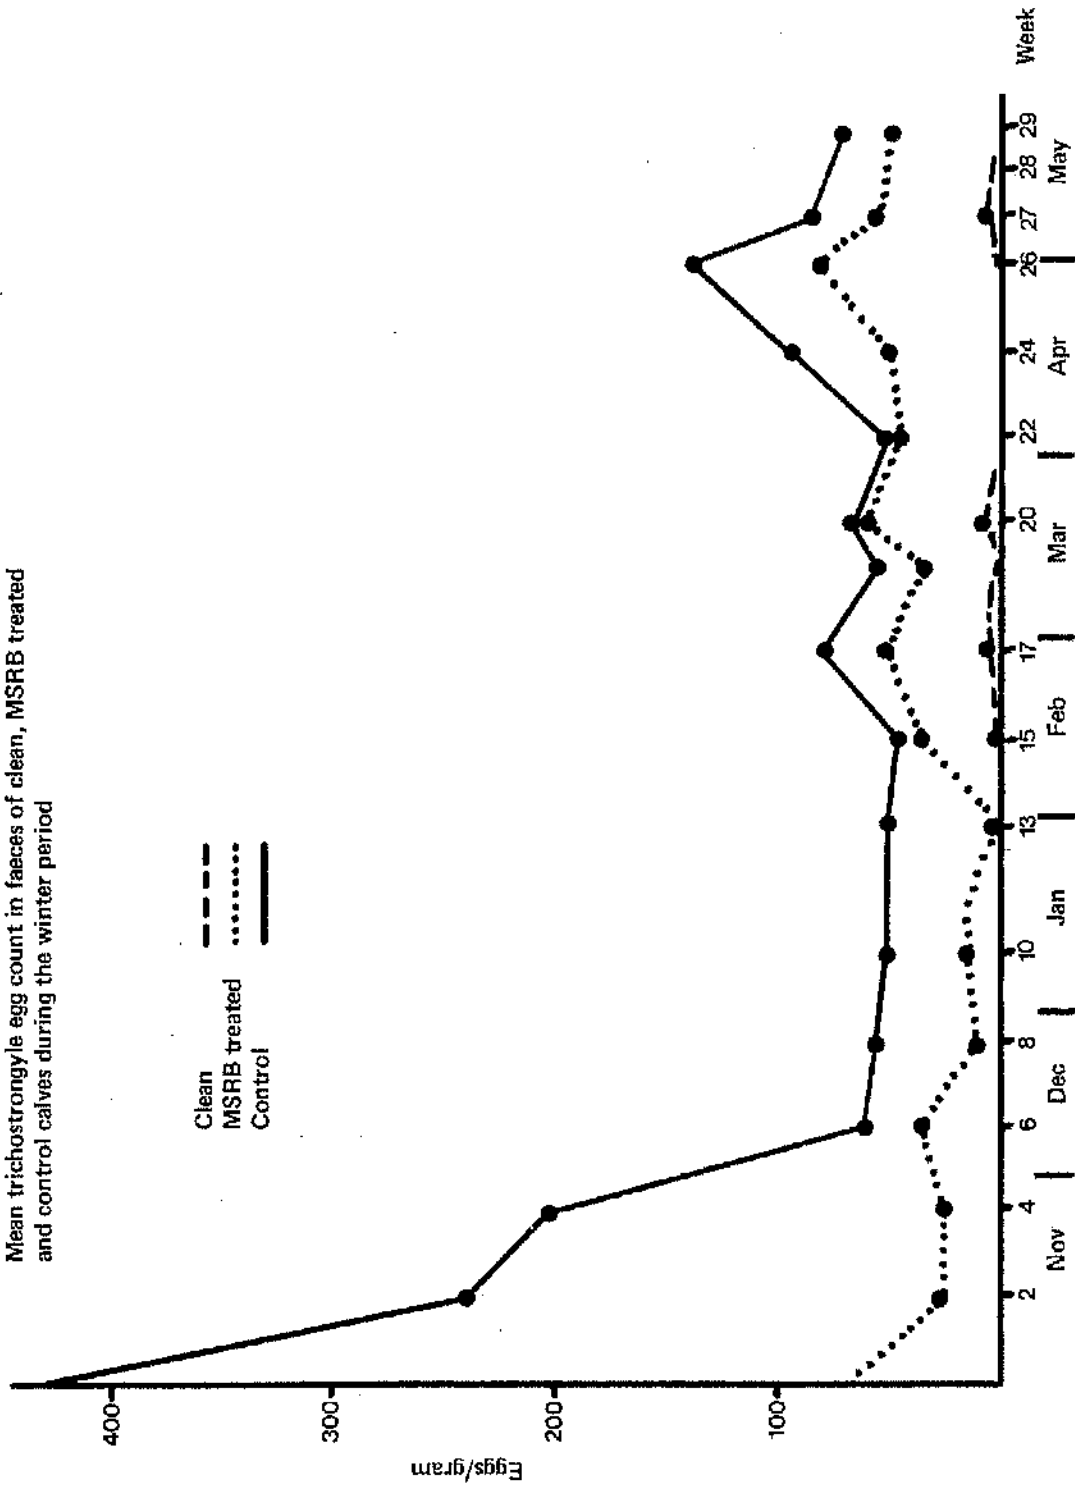 Mean trichostrongyle egg count in faeces of clean, MSRB treated
and control calves during the winter period
Clean
MSRB treated
Control
400
300
200
100
Eggs/gram
2 4 6 8 10 13 15 17 20 22 24 26 27 28 29
Week
Nov Dec Jan Feb Mar Apr May